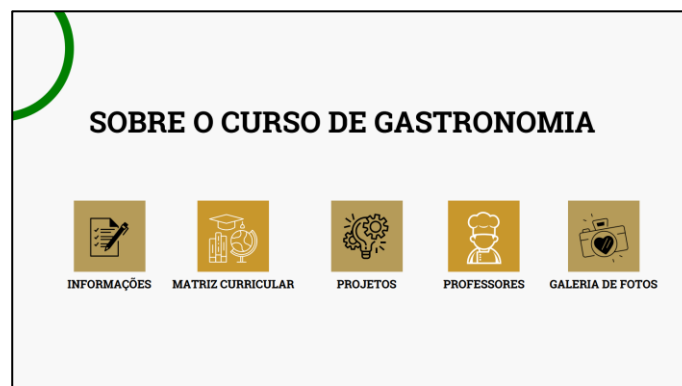 SOBRE O CURSO DE GASTRONOMIA
INFORMAÇÕES
MATRIZ CURRICULAR
PROJETOS
PROFESSORES
GALERIA DE FOTOS